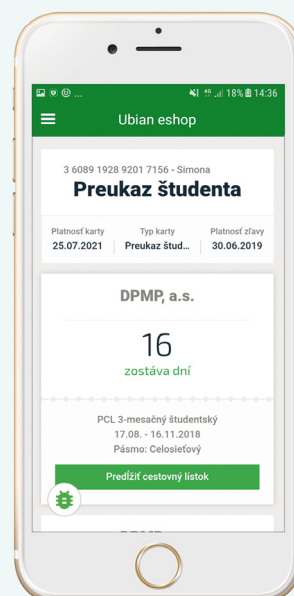 ... 4G 18% 14:36
Ubian eshop
3 6089 1928 9201 7156 - Simona
Preukaz študenta
Platnosť karty Typ karty Platnosť zľavy
25.07.2021 Preukaz štud... 30.06.2019
DPMP, a.s.
16
zostáva dní
PCL 3-mesačný študentský
17.08. - 16.11.2018
Pásmo: Celosieťový
Predĺžiť cestovný lístok